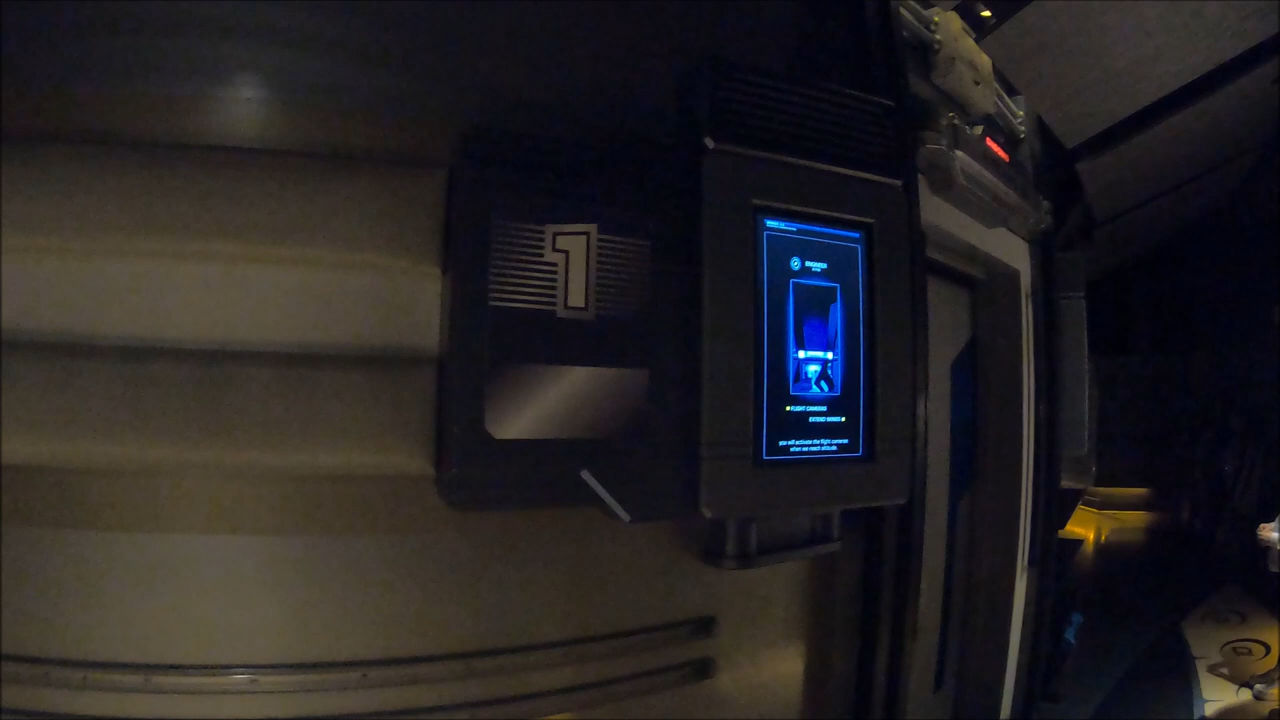 1
ENGINEER
FLIGHT CAMERAS
EXTEND WINGS
you will activate the flight cameras
when we reach altitude.